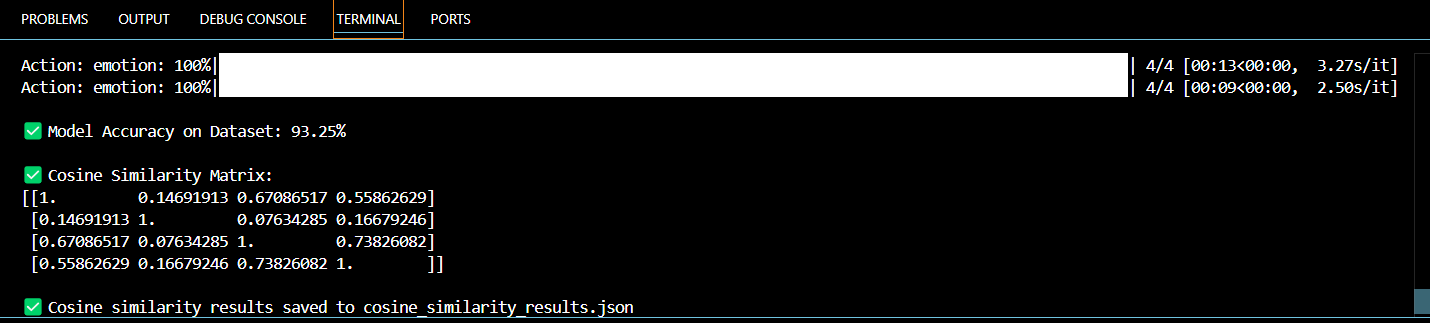 PROBLEMS OUTPUT DEBUG CONSOLE TERMINAL PORTS
Action: emotion: 100%| | 4/4 [00:13<00:00, 3.27s/it]
Action: emotion: 100%| | 4/4 [00:09<00:00, 2.50s/it]
✅ Model Accuracy on Dataset: 93.25%
✅ Cosine Similarity Matrix:
[[1. 0.14691913 0.67086517 0.55862629]
[0.14691913 1. 0.07634285 0.16679246]
[0.67086517 0.07634285 1. 0.73826082]
[0.55862629 0.16679246 0.73826082 1. ]]
✅ Cosine similarity results saved to cosine_similarity_results.json